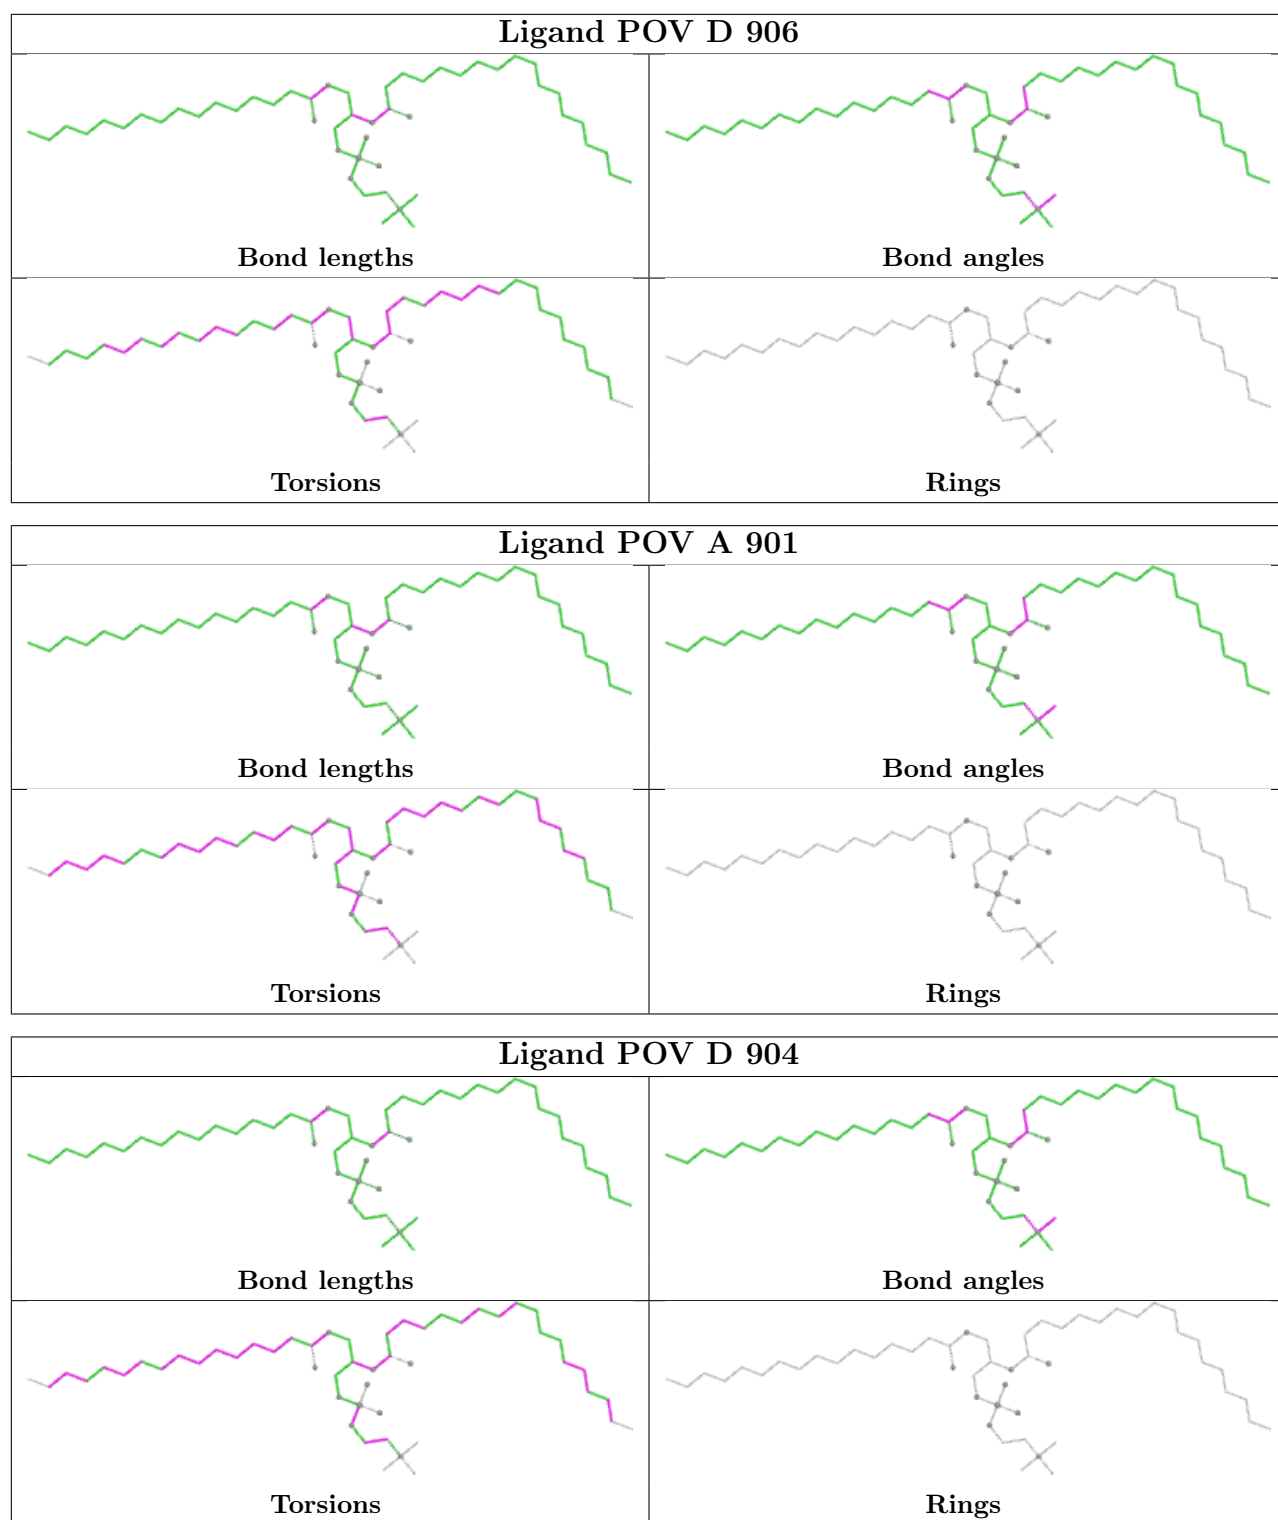 Ligand POV D 906
Bond lengths
Bond angles
Torsions
Rings
Ligand POV A 901
Bond lengths
Bond angles
Torsions
Rings
Ligand POV D 904
Bond lengths
Bond angles
Torsions
Rings